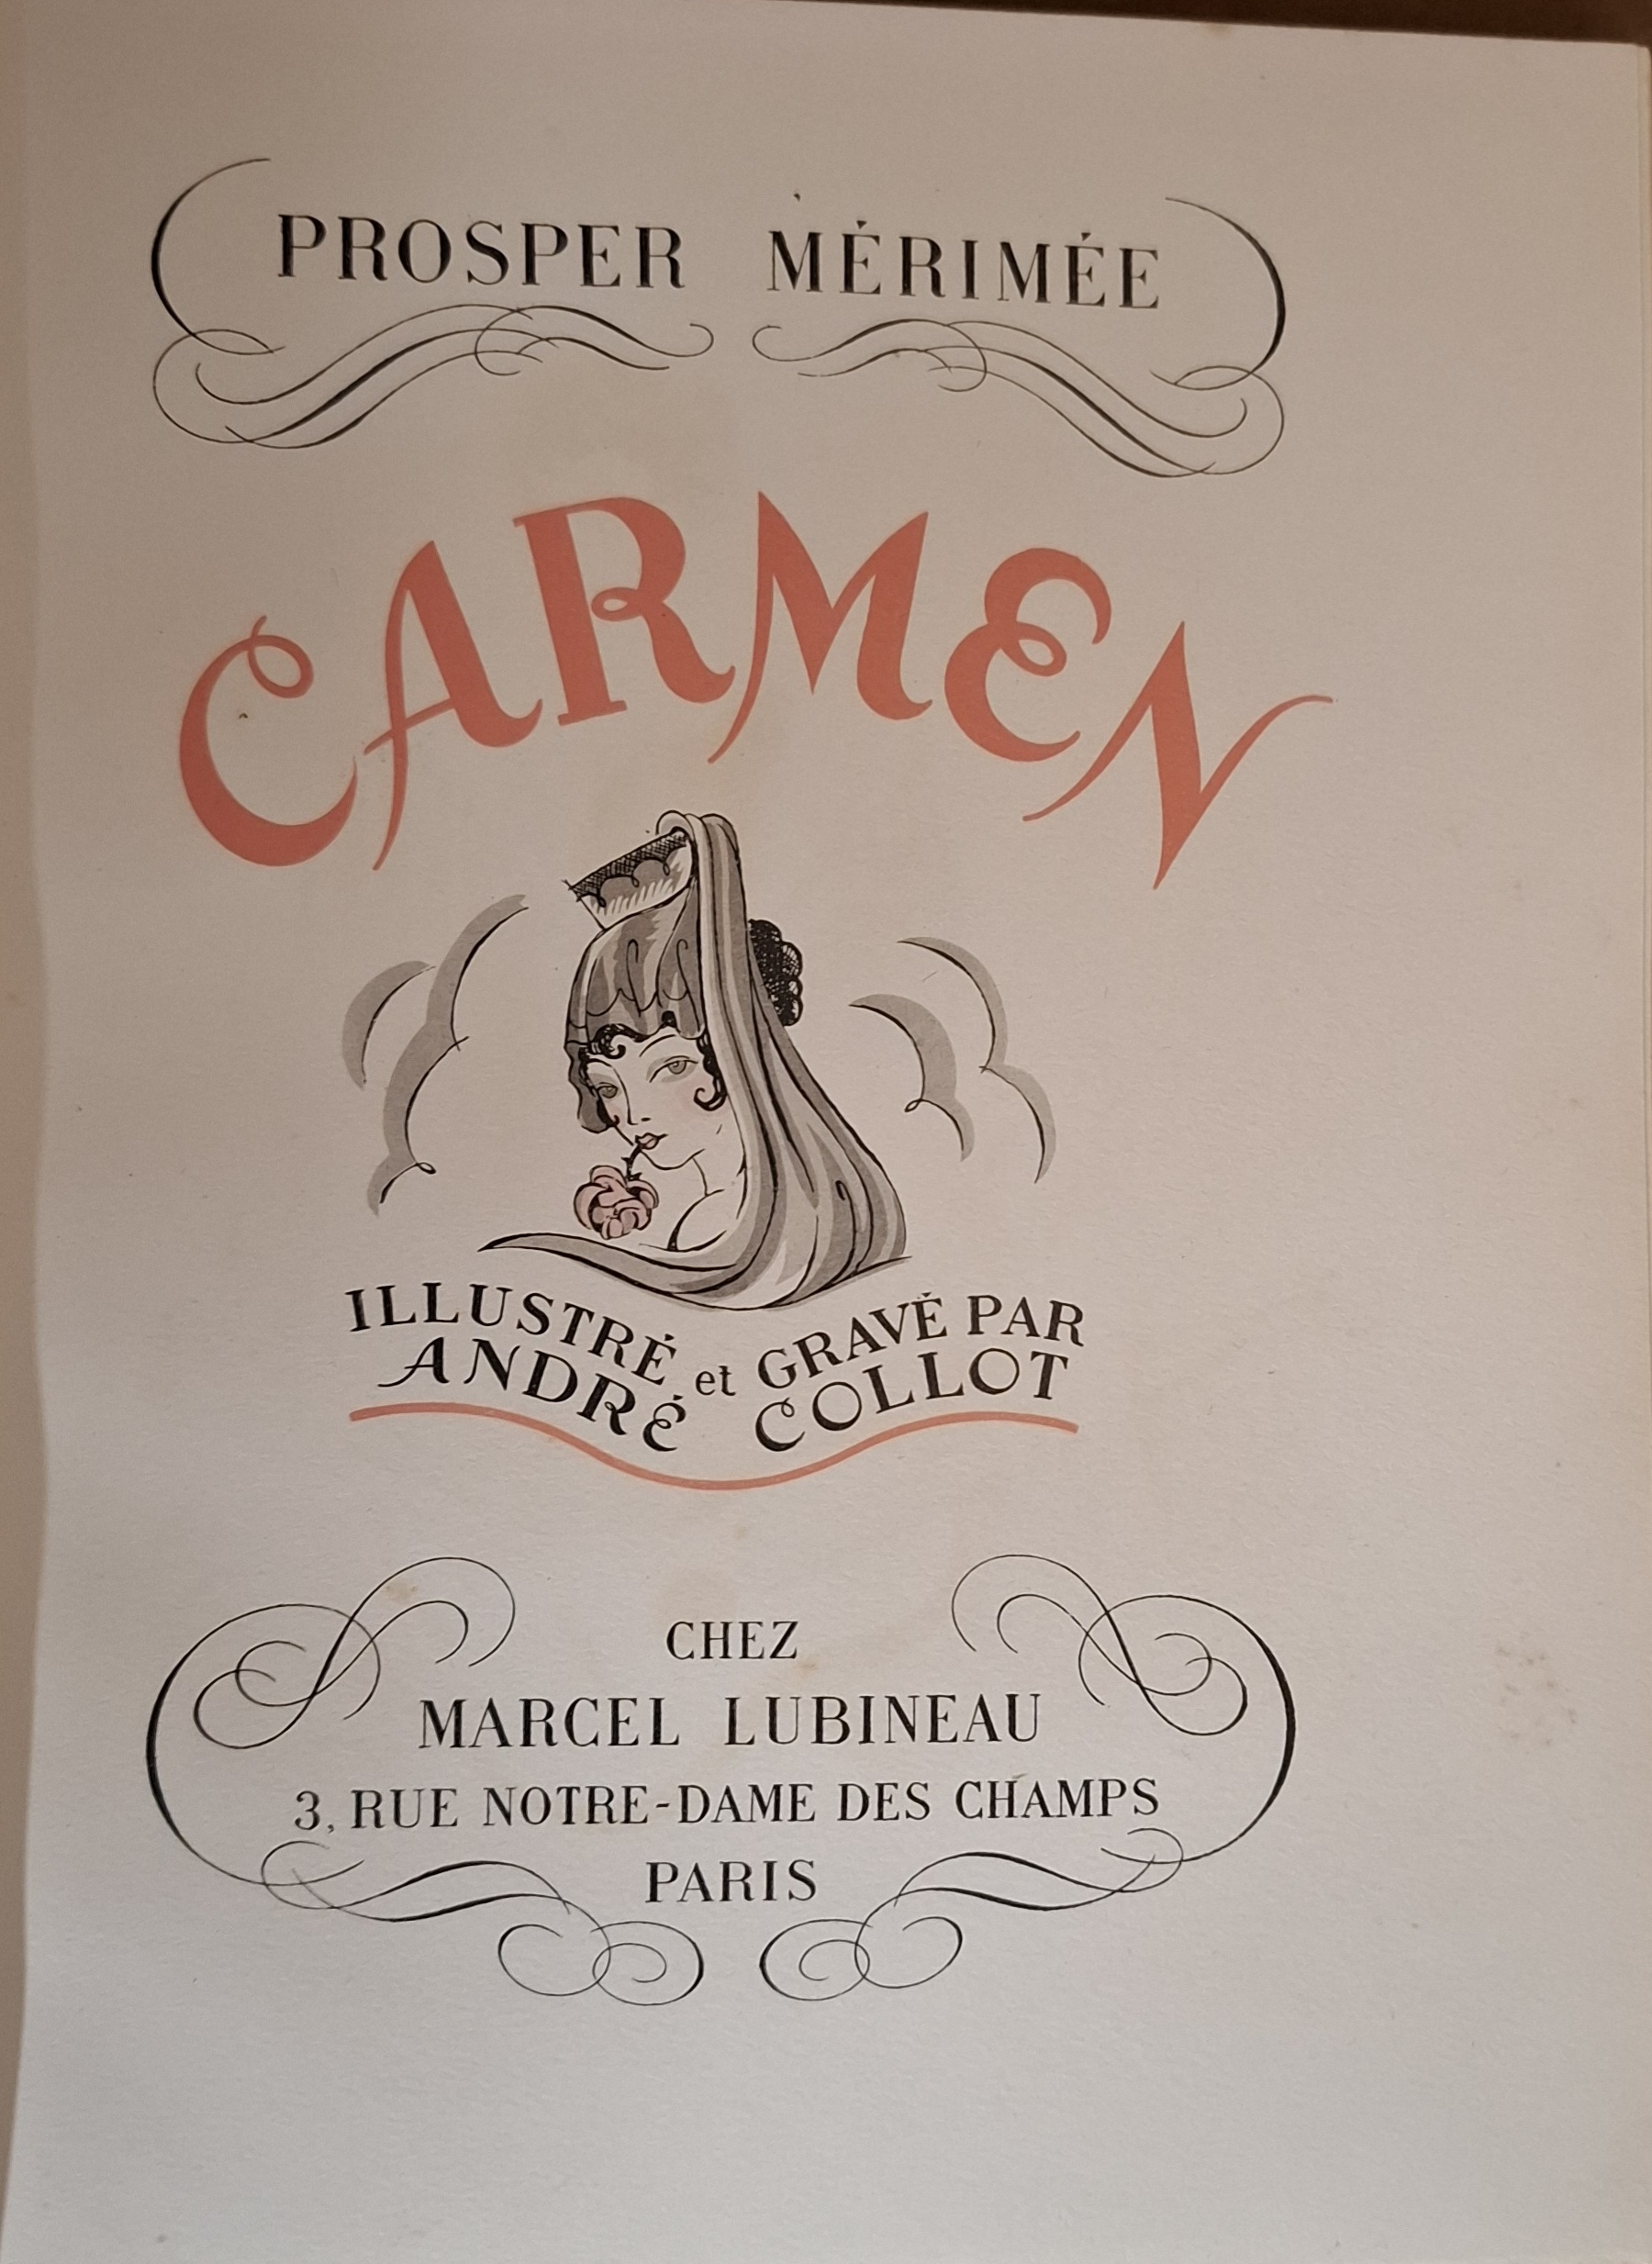 PROSPER MÉRIMÉE
CARMEN
ILLUSTRÉ et GRAVÉ PAR
ANDRÉ COLLOT
CHEZ
MARCEL LUBINEAU
3, RUE NOTRE-DAME DES CHAMPS
PARIS